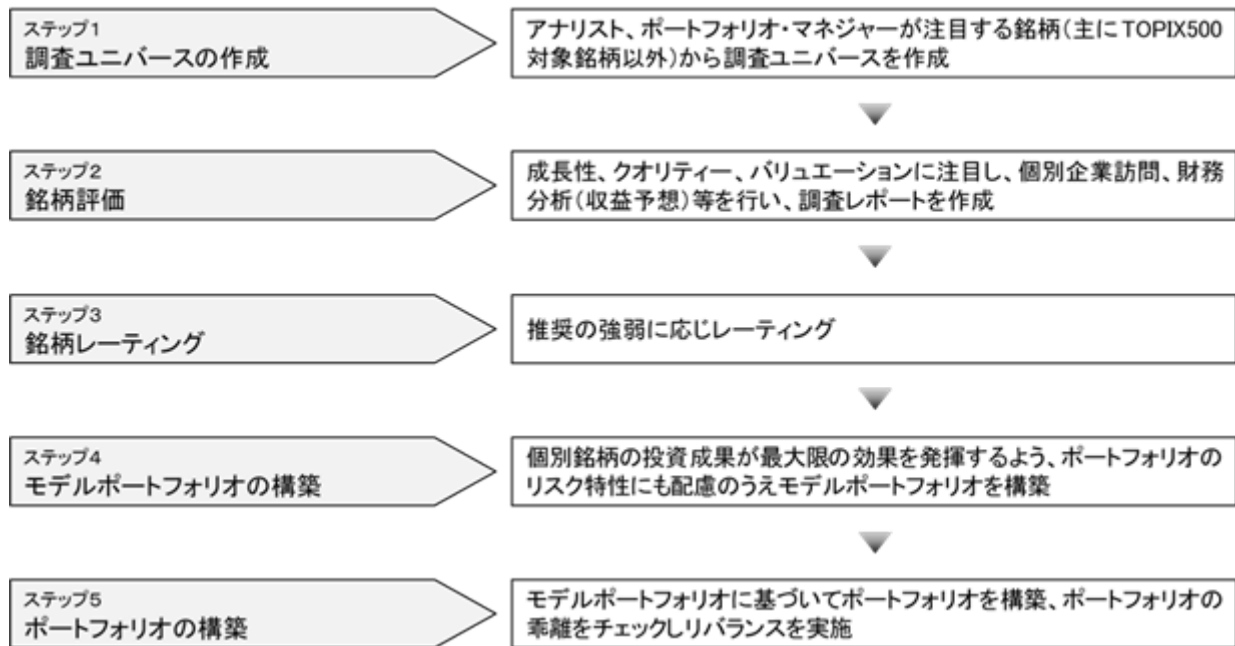 ステップ1
調査ユニバースの作成
アナリスト、ポートフォリオ・マネジャーが注目する銘柄（主にTOPIX500
対象銘柄以外）から調査ユニバースを作成
ステップ2
銘柄評価
成長性、クオリティー、バリュエーションに注目し、個別企業訪問、財務
分析（収益予想）等を行い、調査レポートを作成
ステップ3
銘柄レーティング
推奨の強弱に応じレーティング
ステップ4
モデルポートフォリオの構築
個別銘柄の投資成果が最大限の効果を発揮するよう、ポートフォリオの
リスク特性にも配慮のうえモデルポートフォリオを構築
ステップ5
ポートフォリオの構築
モデルポートフォリオに基づいてポートフォリオを構築、ポートフォリオの
乖離をチェックしリバランスを実施